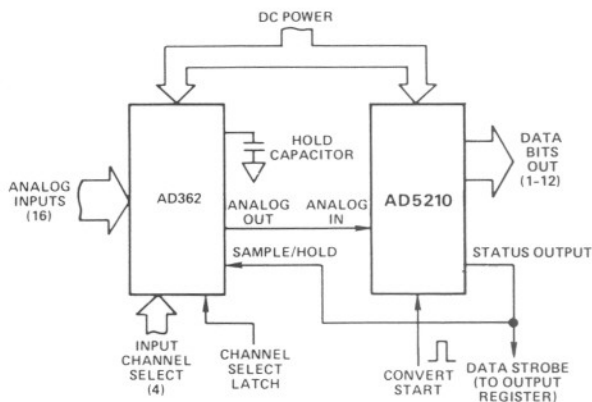 DC POWER
HOLD
CAPACITOR
DATA
BITS
OUT
(1-12)
ANALOG
INPUTS
(16)
AD362
AD5210
ANALOG OUT
ANALOG IN
SAMPLE/HOLD
STATUS OUTPUT
INPUT
CHANNEL
SELECT
(4)
CHANNEL
SELECT
LATCH
CONVERT
START
DATA STROBE
(TO OUTPUT
REGISTER)